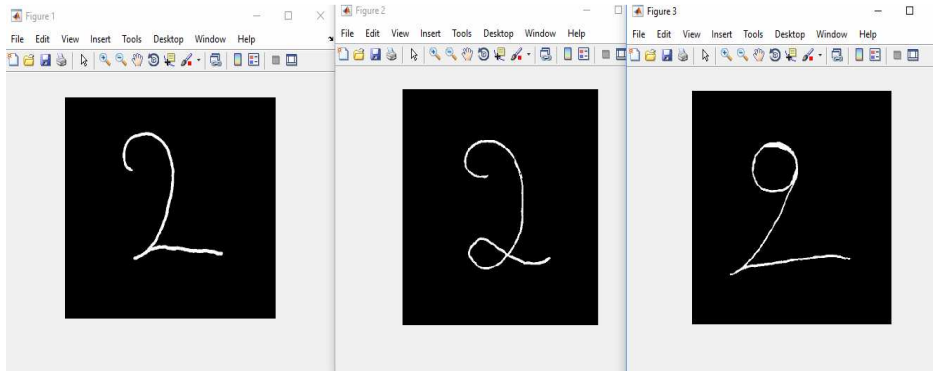 Figure 1
File Edit View Insert Tools Desktop Window Help
2
Figure 2
File Edit View Insert Tools Desktop Window Help
2
Figure 3
File Edit View Insert Tools Desktop Window Help
2